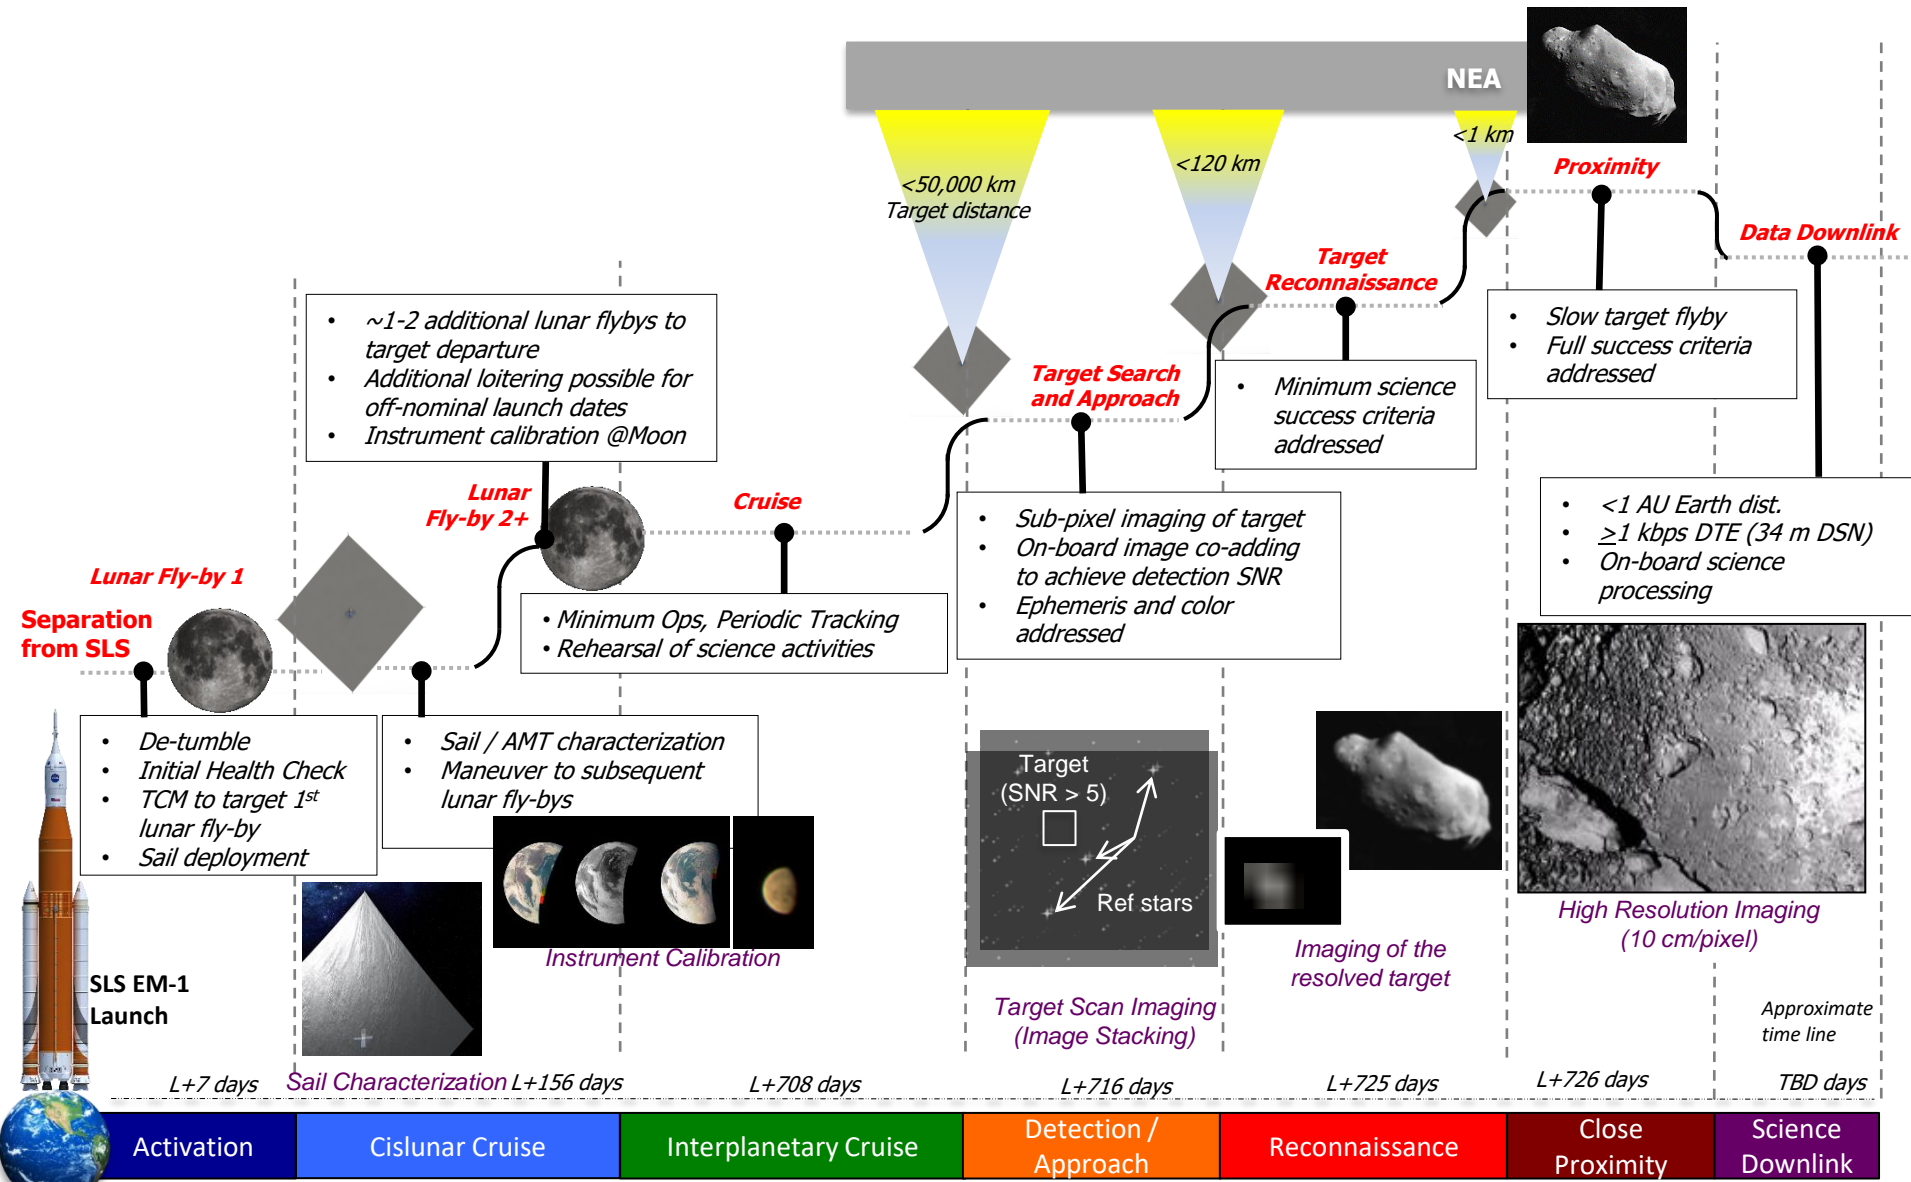 NEA
<1 km
<120 km
<50,000 km
Target distance
Proximity
Data Downlink
Target
Reconnaissance
• Slow target flyby
• Full success criteria
addressed
• ~1-2 additional lunar flybys to
target departure
• Additional loitering possible for
off-nominal launch dates
• Instrument calibration @Moon
Target Search
and Approach
• Minimum science
success criteria
addressed
Lunar
Fly-by 2+
Cruise
• Sub-pixel imaging of target
• On-board image co-adding
to achieve detection SNR
• Ephemeris and color
addressed
• <1 AU Earth dist.
• >1 kbps DTE (34 m DSN)
• On-board science
processing
Lunar Fly-by 1
Separation
from SLS
• Minimum Ops, Periodic Tracking
• Rehearsal of science activities
• De-tumble
• Initial Health Check
• TCM to target 1st
lunar fly-by
• Sail deployment
• Sail / AMT characterization
• Maneuver to subsequent
lunar fly-bys
Target
(SNR > 5)
Ref stars
Instrument Calibration
Imaging of the
resolved target
High Resolution Imaging
(10 cm/pixel)
SLS EM-1
Launch
Target Scan Imaging
(Image Stacking)
Approximate
time line
L+7 days
Sail Characterization
L+156 days
L+708 days
L+716 days
L+725 days
L+726 days
TBD days
Activation
Cislunar Cruise
Interplanetary Cruise
Detection /
Approach
Reconnaissance
Close
Proximity
Science
Downlink